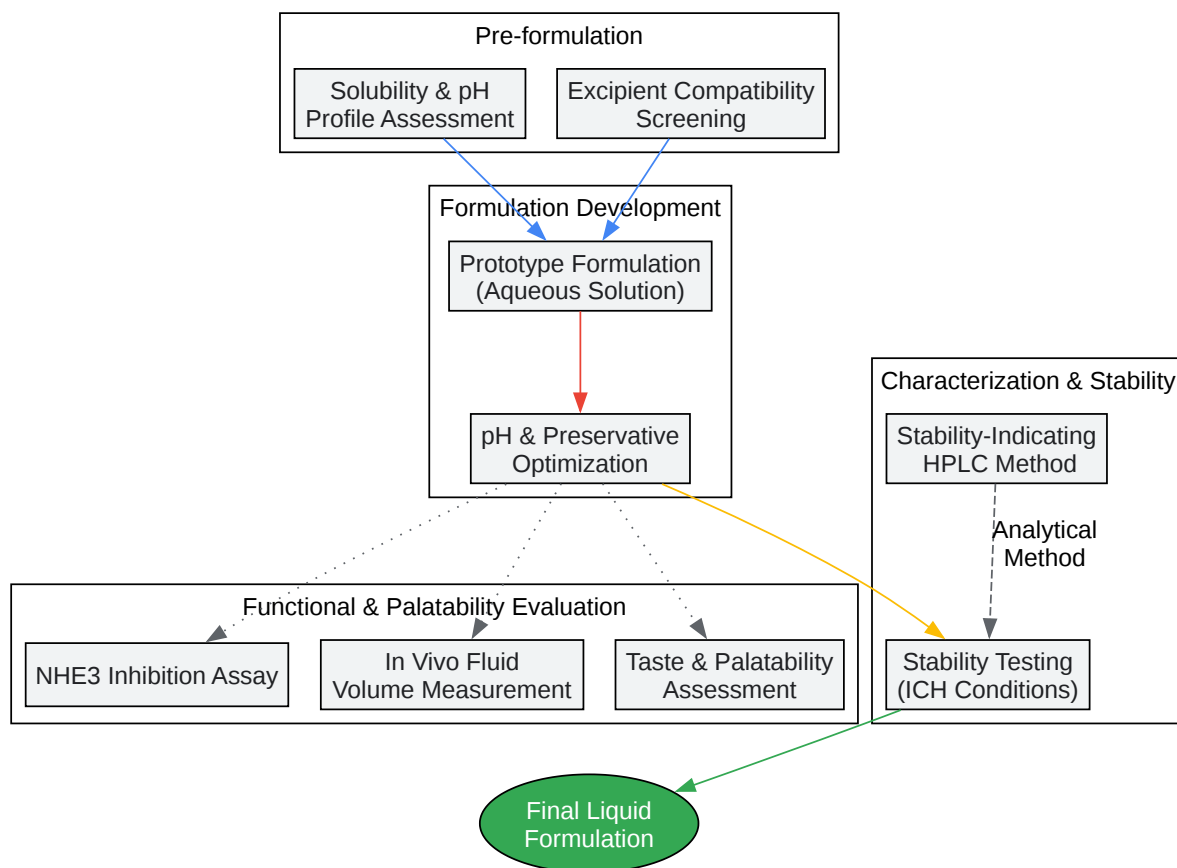 Pre-formulation
Solubility & pH
Profile Assessment
Excipient Compatibility
Screening
Formulation Development
Prototype Formulation
(Aqueous Solution)
pH & Preservative
Optimization
Characterization & Stability
Stability-Indicating
HPLC Method
Analytical
Method
Functional & Palatability Evaluation
NHE3 Inhibition Assay
In Vivo Fluid
Volume Measurement
Taste & Palatability
Assessment
Stability Testing
(ICH Conditions)
Final Liquid
Formulation